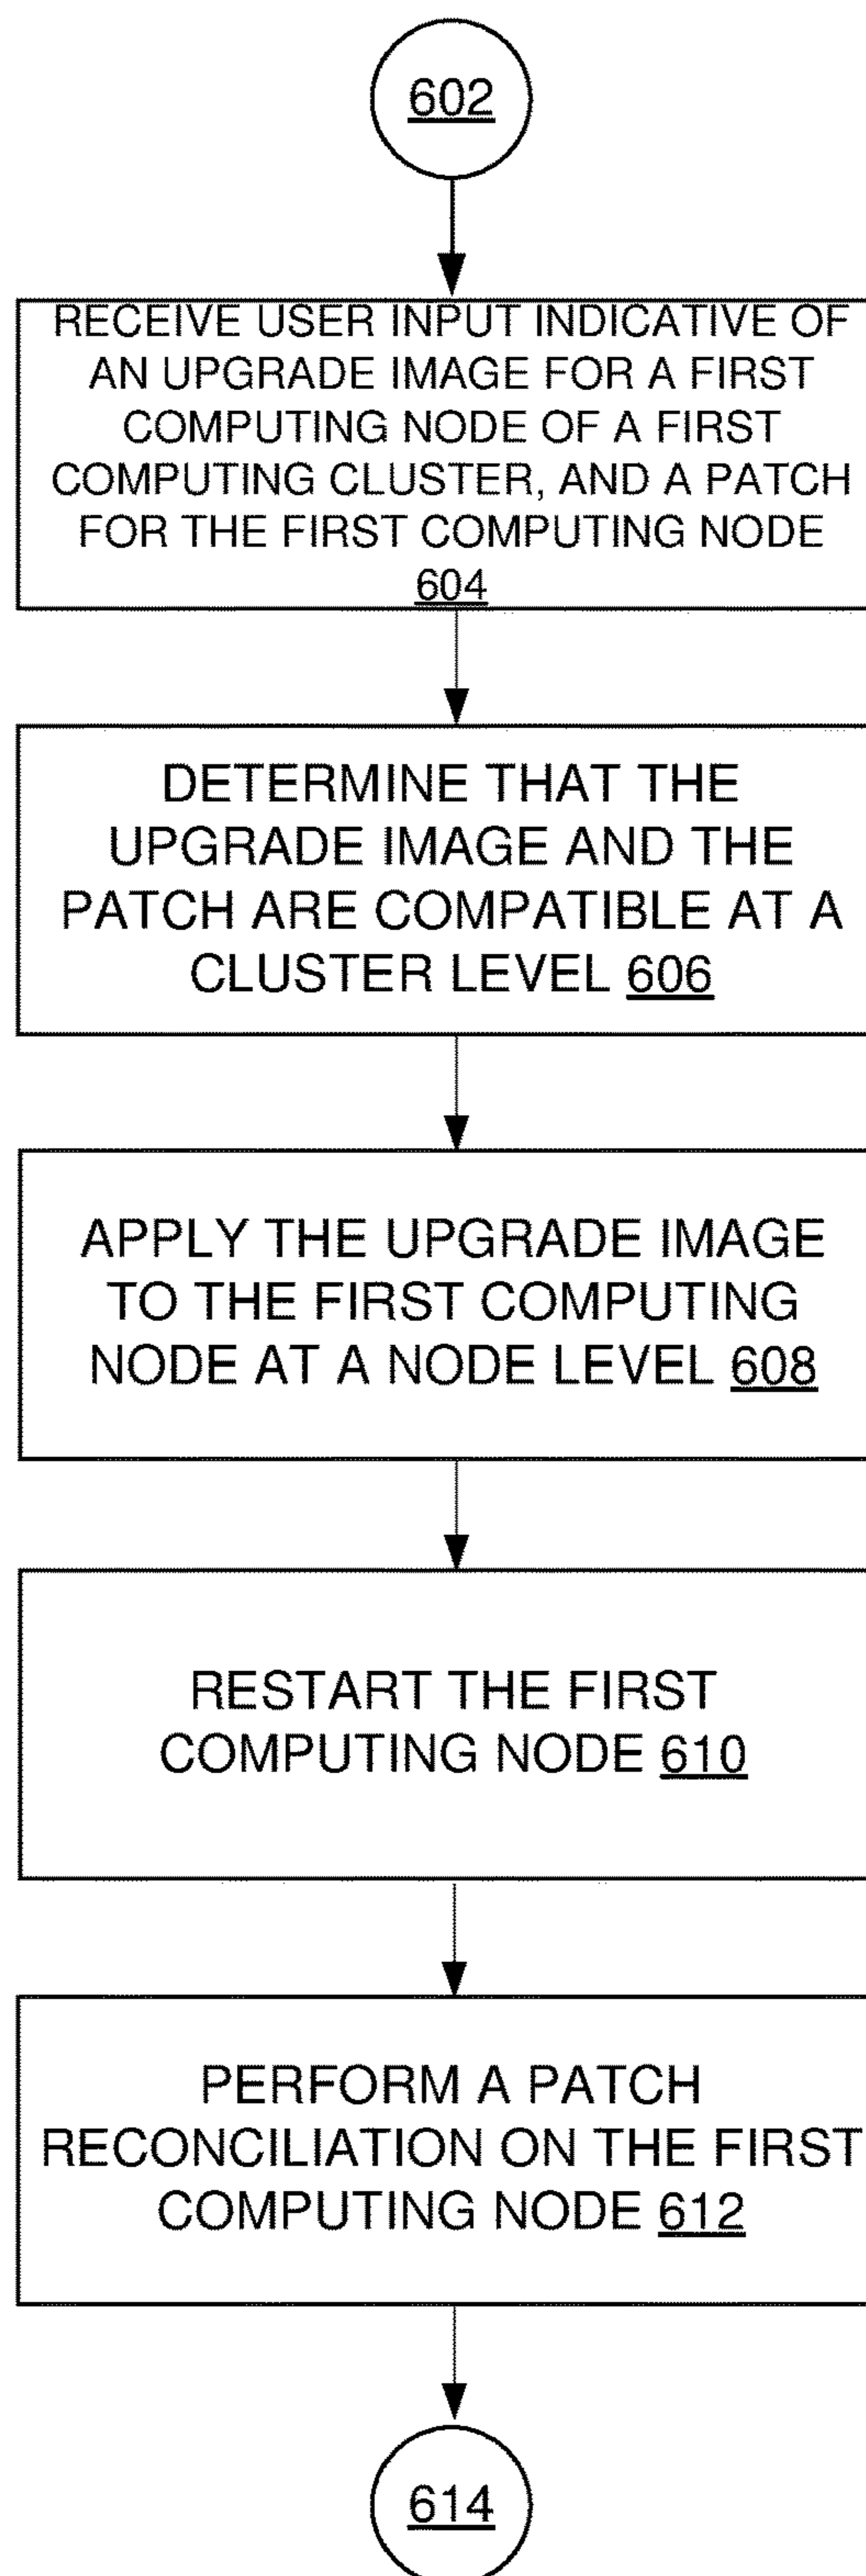 602
RECEIVE USER INPUT INDICATIVE OF
AN UPGRADE IMAGE FOR A FIRST
COMPUTING NODE OF A FIRST
COMPUTING CLUSTER, AND A PATCH
FOR THE FIRST COMPUTING NODE
604
DETERMINE THAT THE
UPGRADE IMAGE AND THE
PATCH ARE COMPATIBLE AT A
CLUSTER LEVEL 606
APPLY THE UPGRADE IMAGE
TO THE FIRST COMPUTING
NODE AT A NODE LEVEL 608
RESTART THE FIRST
COMPUTING NODE 610
PERFORM A PATCH
RECONCILIATION ON THE FIRST
COMPUTING NODE 612
614